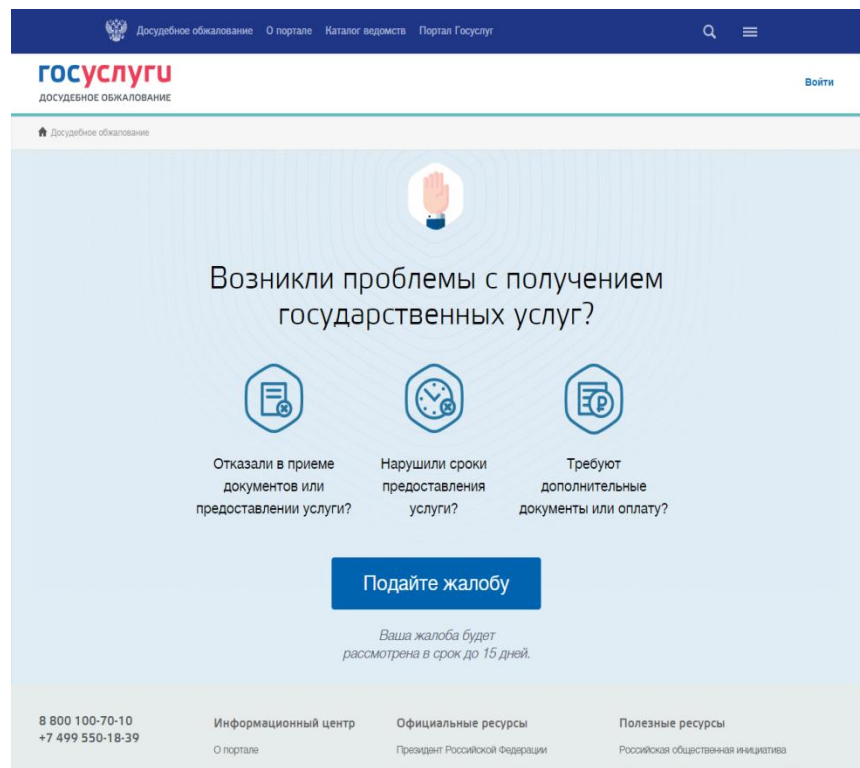 Досудебное обжалование О портале Каталог ведомств Портал Госуслуг
госуслуги
ДОСУДЕБНОЕ ОБЖАЛОВАНИЕ
Войти
Досудебное обжалование
Возникли проблемы с получением
государственных услуг?
Отказали в приеме
документов или
предоставлении услуги?
Нарушили сроки
предоставления
услуги?
Требуют
дополнительные
документы или оплату?
Подайте жалобу
Ваша жалоба будет
рассмотрена в срок до 15 дней.
8 800 100-70-10
+7 499 550-18-39
Информационный центр
О портале
Официальные ресурсы
Президент Российской Федерации
Полезные ресурсы
Российская общественная инициатива